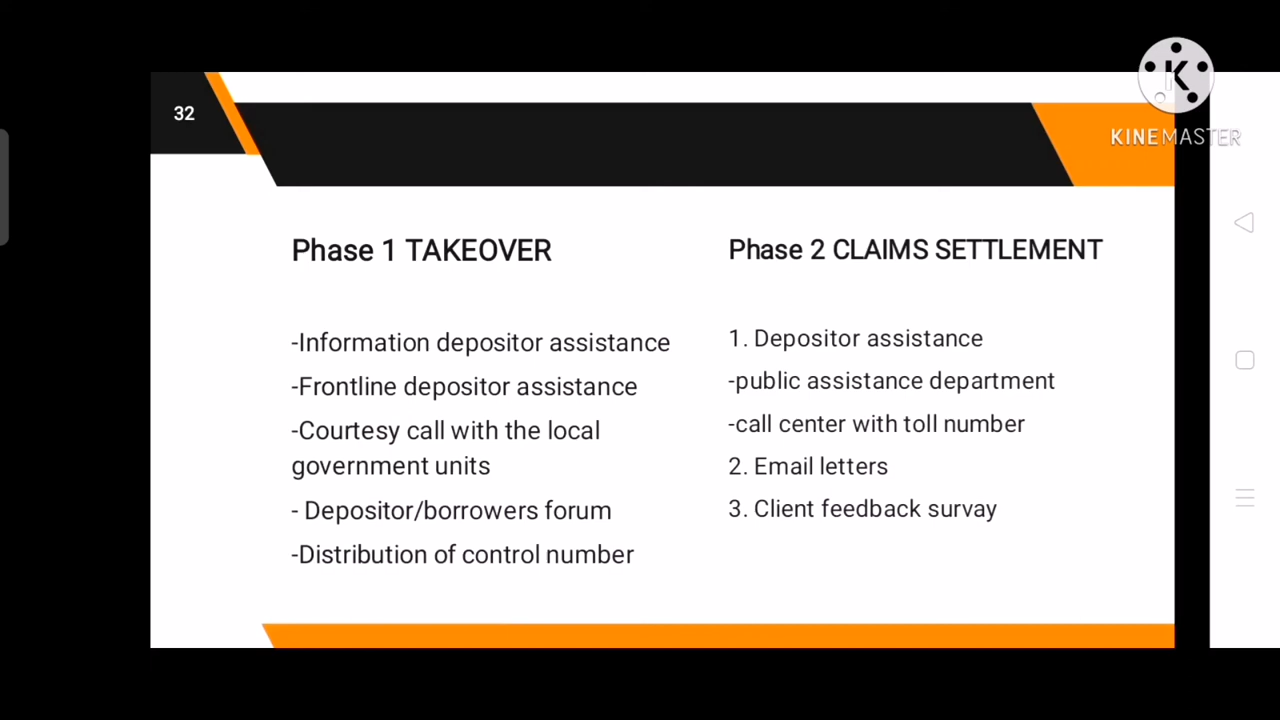 32
KINEMASTER
Phase 1 TAKEOVER
-Information depositor assistance
-Frontline depositor assistance
-Courtesy call with the local
government units
- Depositor/borrowers forum
-Distribution of control number
Phase 2 CLAIMS SETTLEMENT
1. Depositor assistance
-public assistance department
-call center with toll number
2. Email letters
3. Client feedback survay